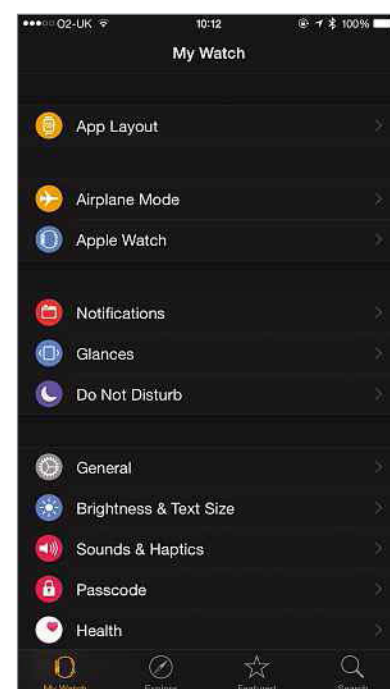 O2-UK 10:12 100%
My Watch
App Layout
Airplane Mode
Apple Watch
Notifications
Glances
Do Not Disturb
General
Brightness & Text Size
Sounds & Haptics
Passcode
Health
My Watch Explore Featured Search